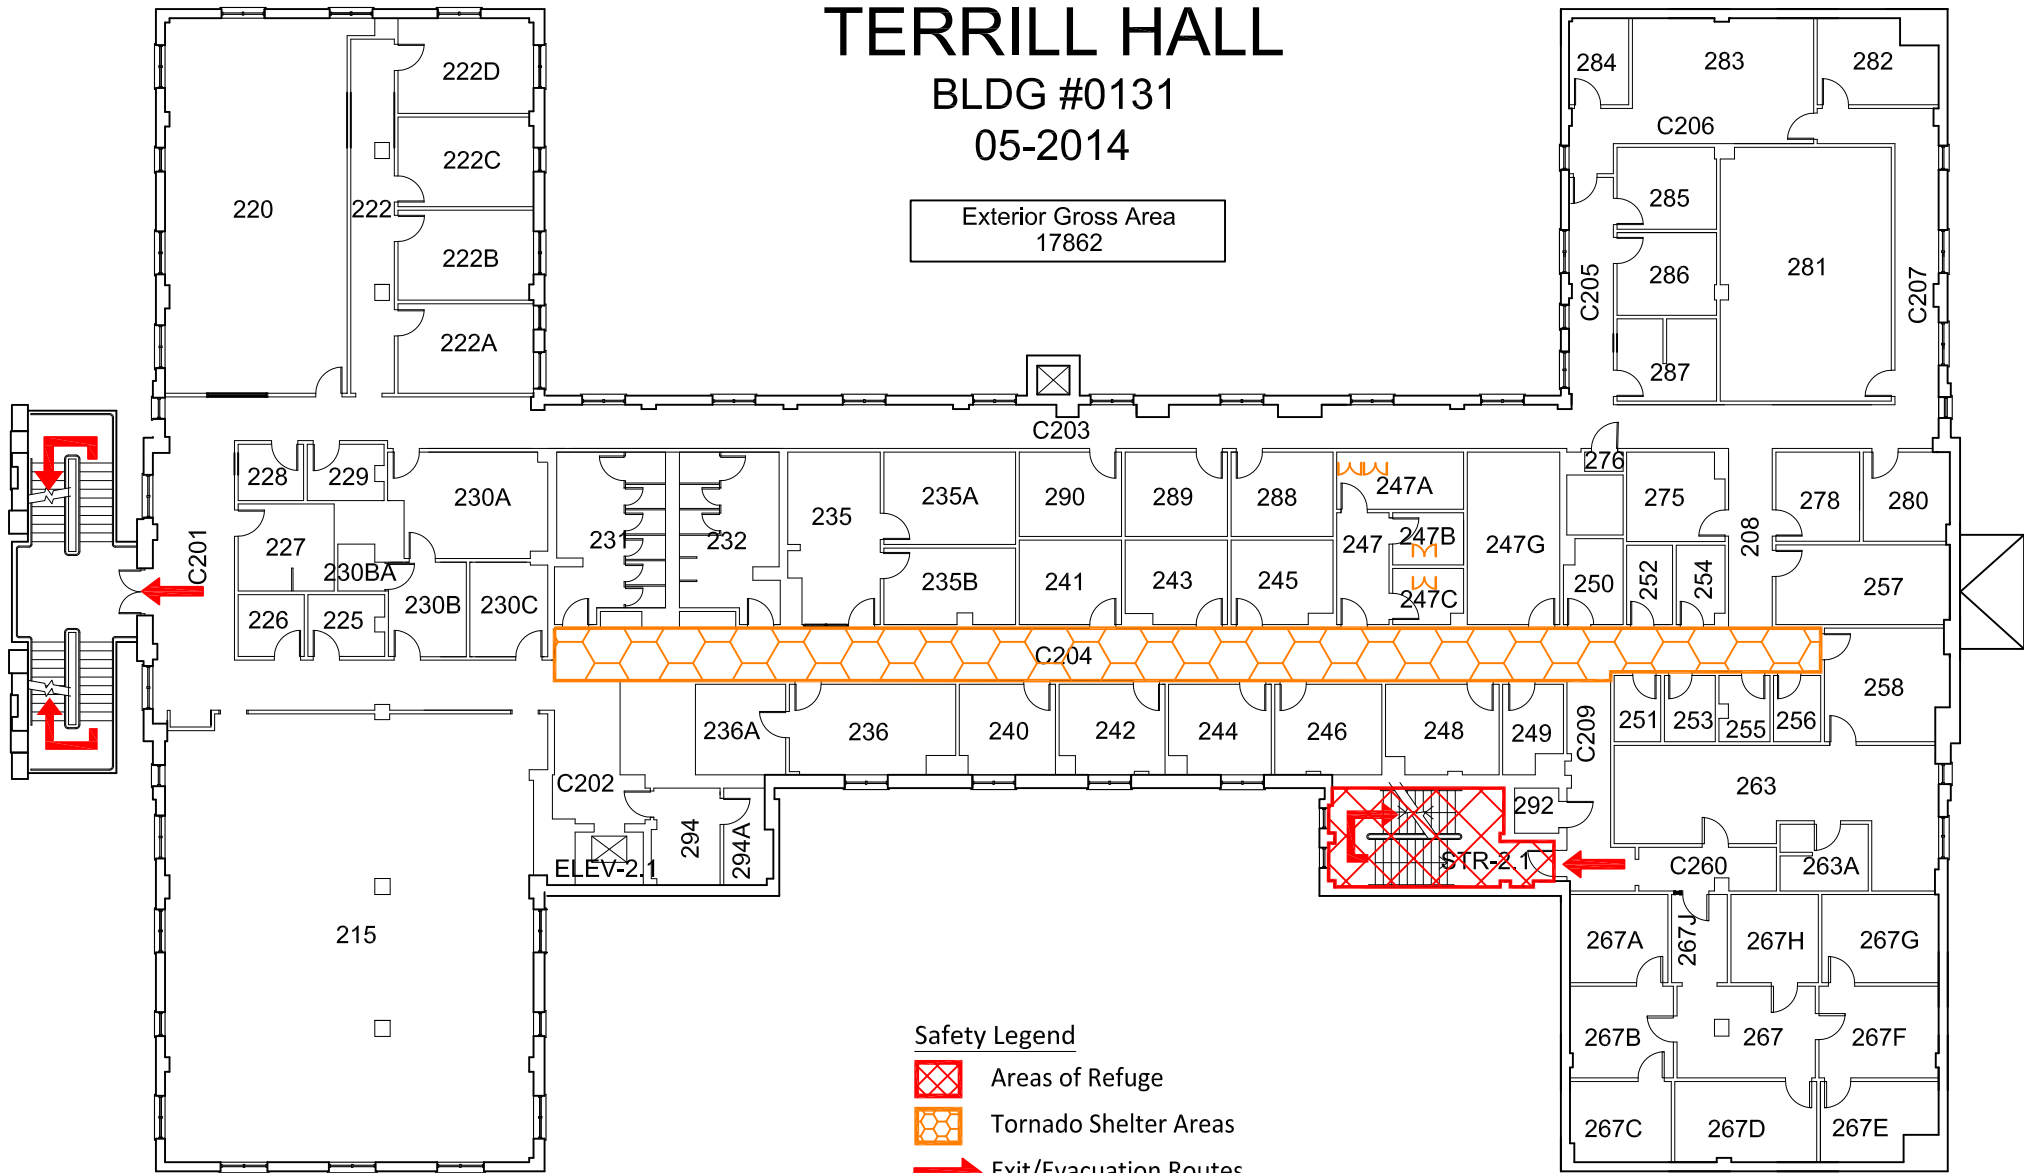 TERRILL HALL
BLDG #0131
05-2014
Exterior Gross Area
17862
222D
222C
220
222
222B
222A
284
283
282
C206
285
286
281
C205
C207
287
C203
228
229
230A
231
232
235
235A
290
289
288
247A
276
275
278
280
C201
227
230BA
230B
230C
235B
241
243
245
247
247B
247C
247G
250
252
254
208
257
226
225
C204
258
236A
236
240
242
244
246
248
249
C209
251
253
255
256
C202
263
292
294
294A
ELEV-2.1
STR-2.1
C260
263A
215
267A
267J
267H
267G
267B
267
267F
267C
267D
267E
Safety Legend
Areas of Refuge
Tornado Shelter Areas
Exit/Evacuation Routes